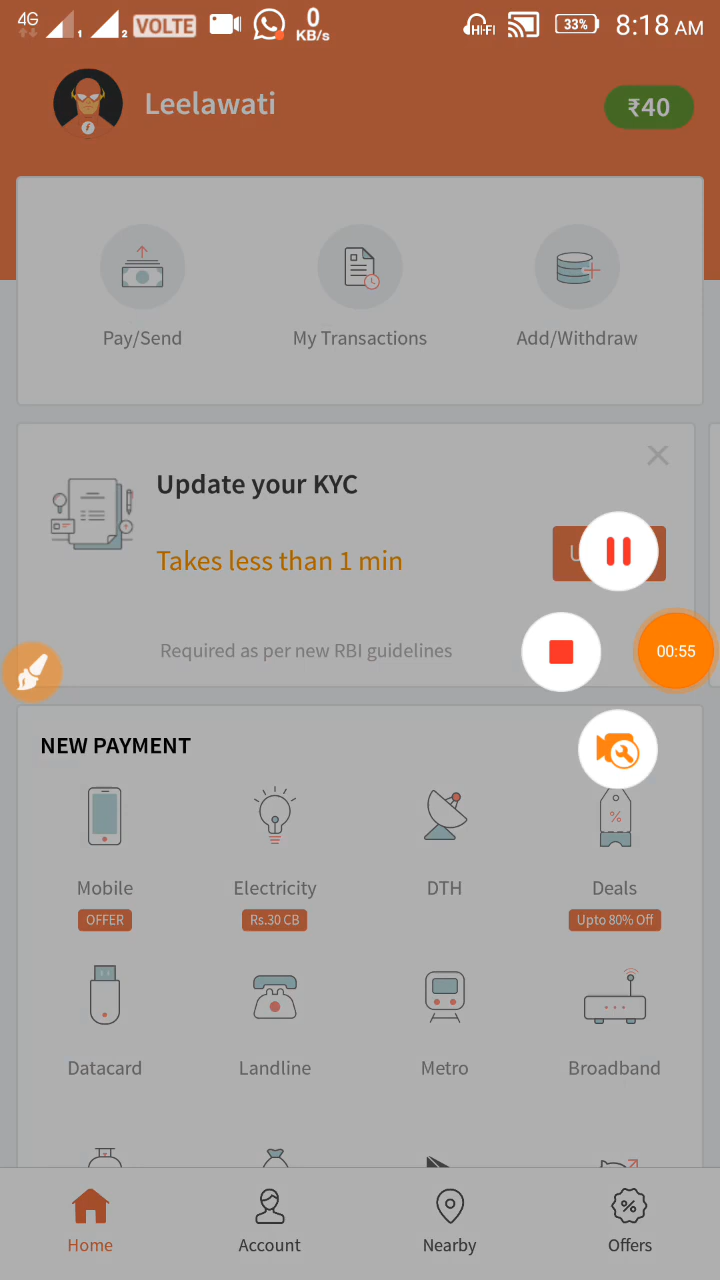 4G 1 2 VOLTE 0 KB/s HI-FI 33% 8:18 AM
Leelawati ₹40
Pay/Send My Transactions Add/Withdraw
Update your KYC
Takes less than 1 min U
Required as per new RBI guidelines 00:55
NEW PAYMENT
%
Mobile Electricity DTH Deals
OFFER Rs.30 CB Upto 80% Off
Datacard Landline Metro Broadband
%
Home Account Nearby Offers